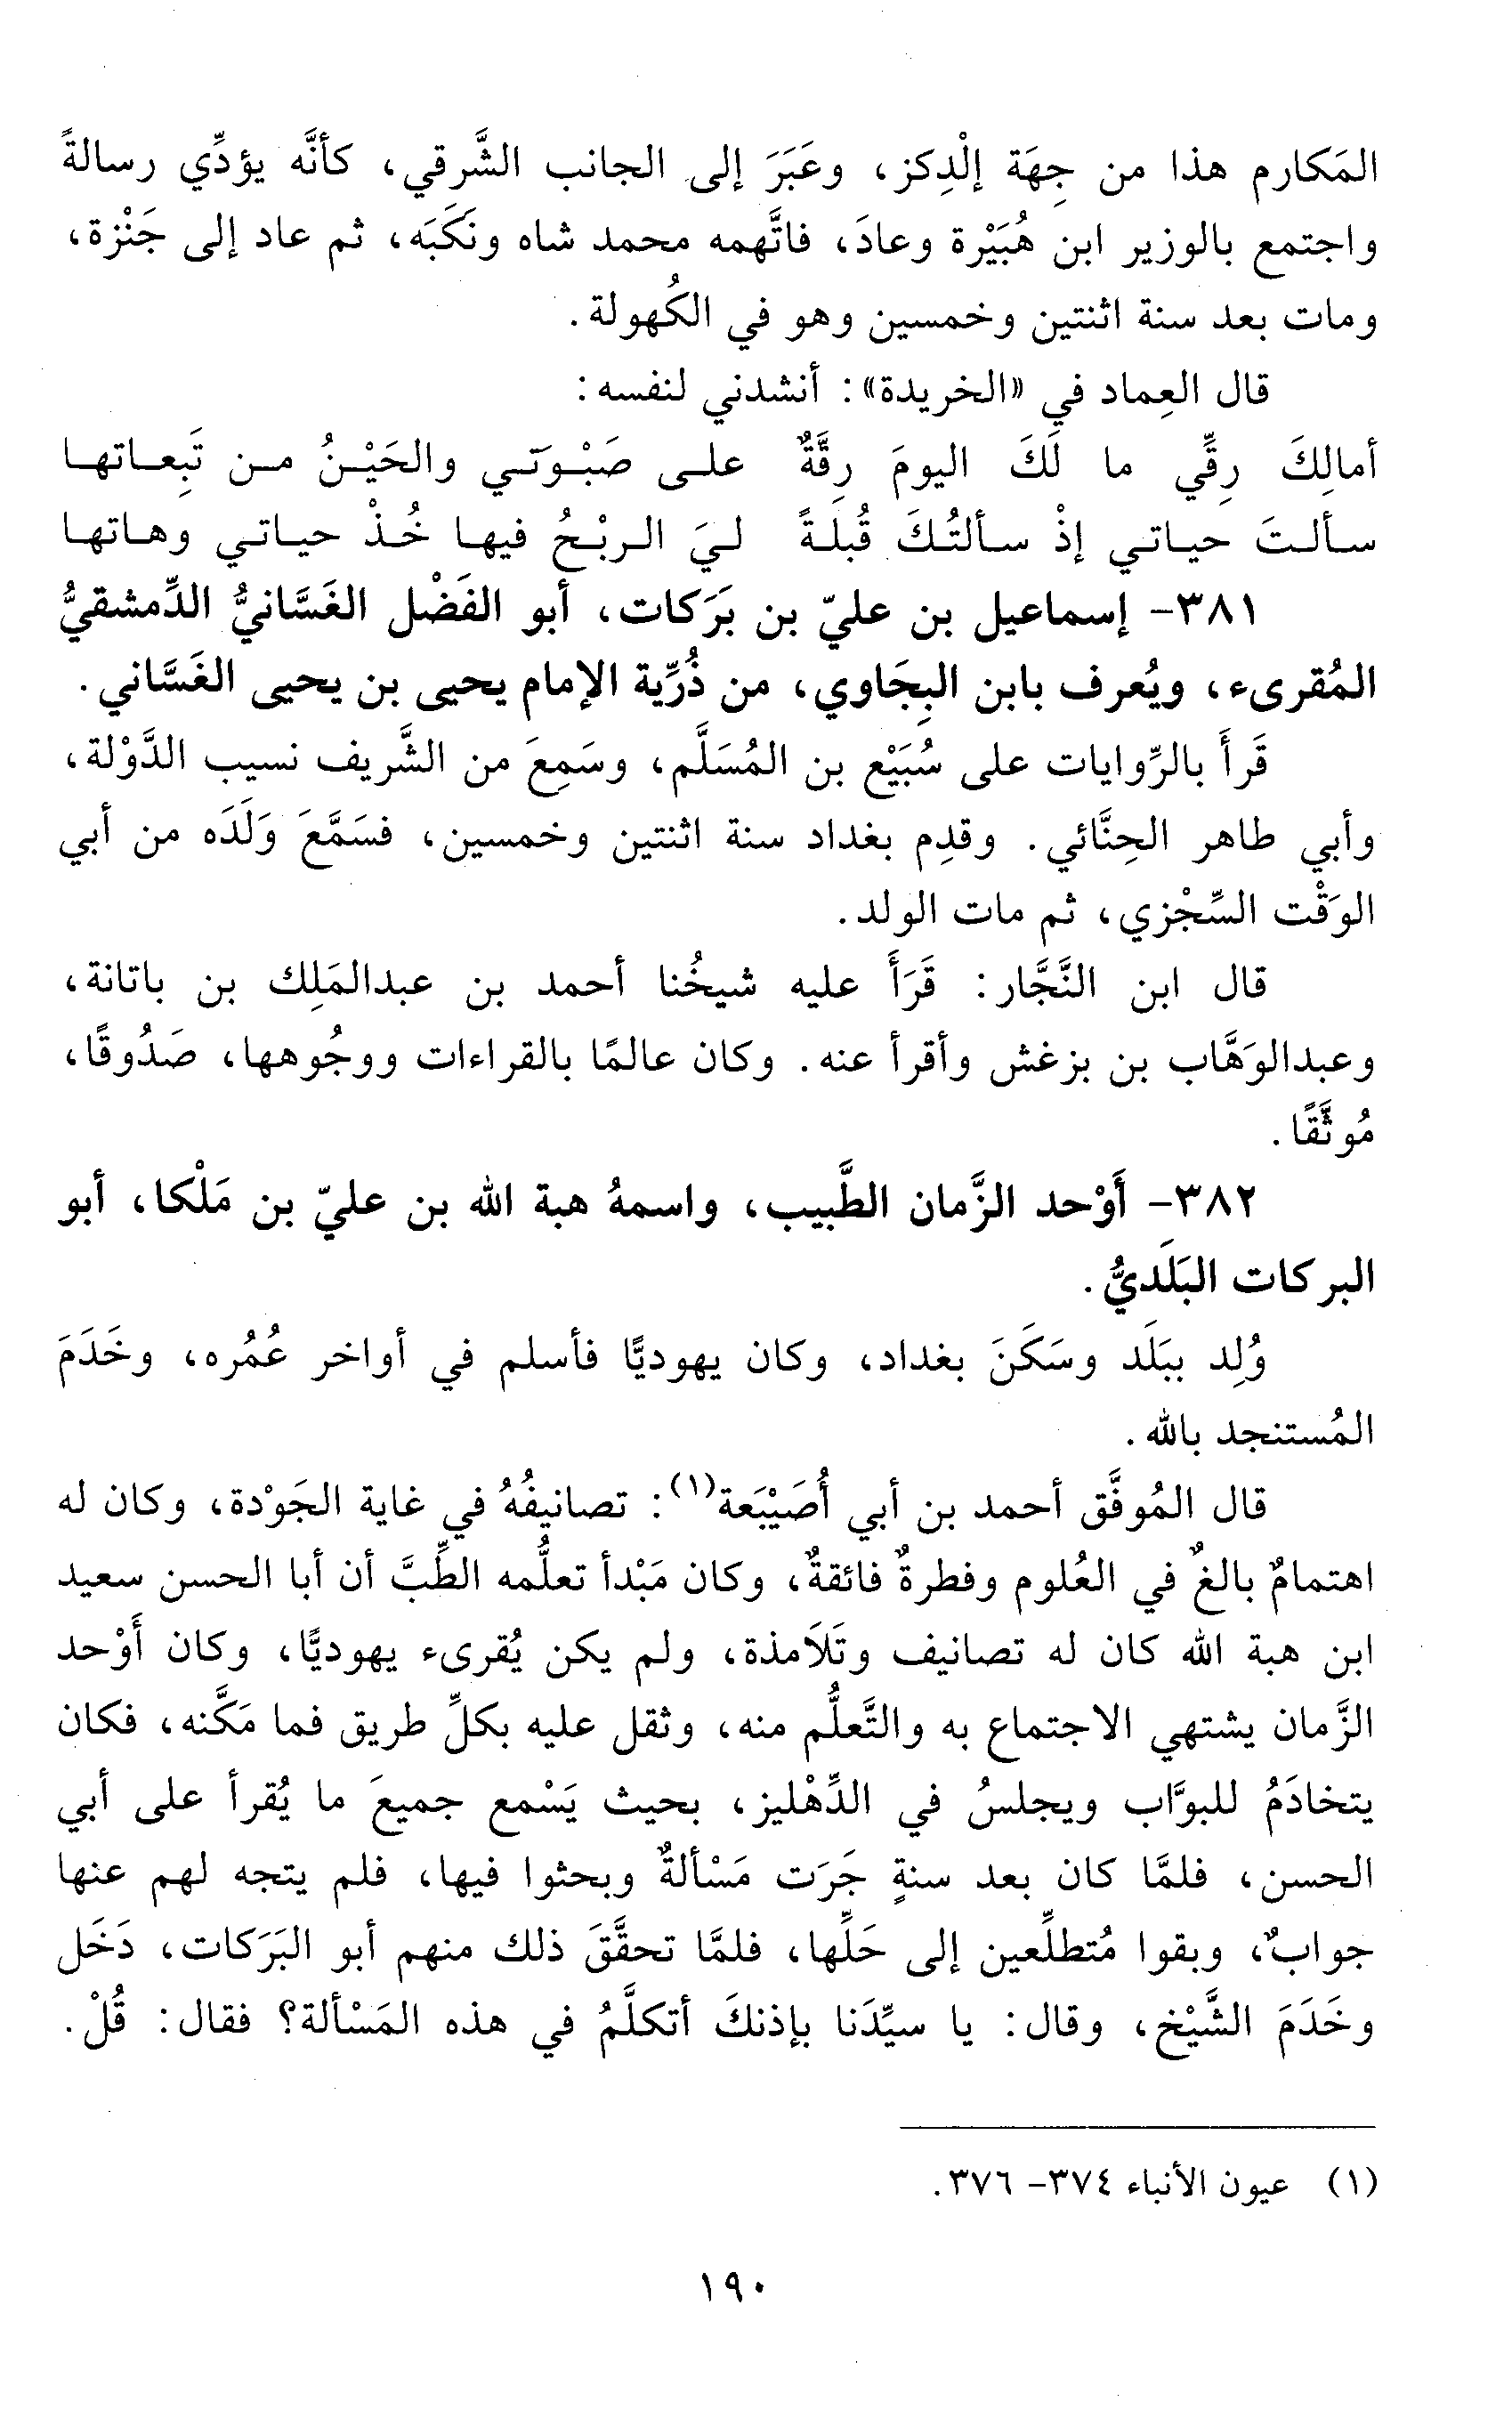 المَكارم هذا من جِهَة إلْدِكز، وعَبَرَ إلى الجانب الشَّرقي، كأنَّه يؤدِّي رسالةً
واجتمع بالوزير ابن هُبَيْرة وعادَ، فاتَّهمه محمد شاه ونَكَبَه، ثم عاد إلى جَنْزة،
ومات بعد سنة اثنتين وخمسين وهو في الكُهولة.
قال العِماد في «الخريدة»: أنشدني لنفسه:
أمالِكَ رِقِّي ما لَكَ اليومَ رِقَّةٌ على صَبْوَتي والحَيْنُ من تَبِعاتها
سألتَ حياتي إذْ سألتُكَ قُبلَةً ليَ الربْحُ فيها خُذْ حياتي وهاتها
٣٨١- إسماعيل بن عليّ بن بَرَكات، أبو الفَضْل الغَسَّانيُّ الدِّمشقيُّ
المُقرىء، ويُعرف بابن البِجَاوي، من ذُرِّية الإمام يحيى بن يحيى الغَسَّاني.
قَرأَ بالرِّوايات على سُبَيْع بن المُسَلَّم، وسَمِعَ من الشَّريف نسيب الدَّوْلة،
وأبي طاهر الحِنَّائي. وقدِم بغداد سنة اثنتين وخمسين، فسَمَّعَ وَلَدَه من أبي
الوَقْت السِّجْزي، ثم مات الولد.
قال ابن النَّجَّار: قَرَأَ عليه شيخُنا أحمد بن عبدالمَلِك بن باتانة،
وعبدالوَهَّاب بن بزغش وأقرأ عنه. وكان عالمًا بالقراءات ووجُوهها، صَدُوقًا،
مُوثَّقًا.
٣٨٢- أَوْحد الزَّمان الطَّبيب، واسمهُ هبة الله بن عليّ بن مَلْكا، أبو
البركات البَلَديُّ.
وُلِد ببَلَد وسَكَنَ بغداد، وكان يهوديًّا فأسلم في أواخر عُمُره، وخَدَمَ
المُستنجد بالله.
قال المُوفَّق أحمد بن أبي أُصَيْبَعة(١): تصانيفُهُ في غاية الجَوْدة، وكان له
اهتمامٌ بالغٌ في العُلوم وفطرةٌ فائقةٌ، وكان مَبْدأ تعلُّمه الطِّبَّ أن أبا الحسن سعيد
ابن هبة الله كان له تصانيف وتَلاَمذة، ولم يكن يُقرىء يهوديًّا، وكان أَوْحد
الزَّمان يشتهي الاجتماع به والتَّعلُّم منه، وثقل عليه بكلِّ طريق فما مَكَّنه، فكان
يتخادَمُ للبوَّاب ويجلسُ في الدِّهْليز، بحيث يَسْمع جميعَ ما يُقرأ على أبي
الحسن، فلمَّا كان بعد سنةٍ جَرَت مَسْألةٌ وبحثوا فيها، فلم يتجه لهم عنها
جوابٌ، وبقوا مُتطلِّعين إلى حَلِّها، فلمَّا تحقَّقَ ذلك منهم أبو البَرَكات، دَخَل
وخَدَمَ الشَّيْخ، وقال: يا سيِّدَنا بإذنكَ أتكلَّمُ في هذه المَسْألة؟ فقال: قُلْ.
(١) عيون الأنباء ٣٧٤- ٣٧٦.
١٩٠